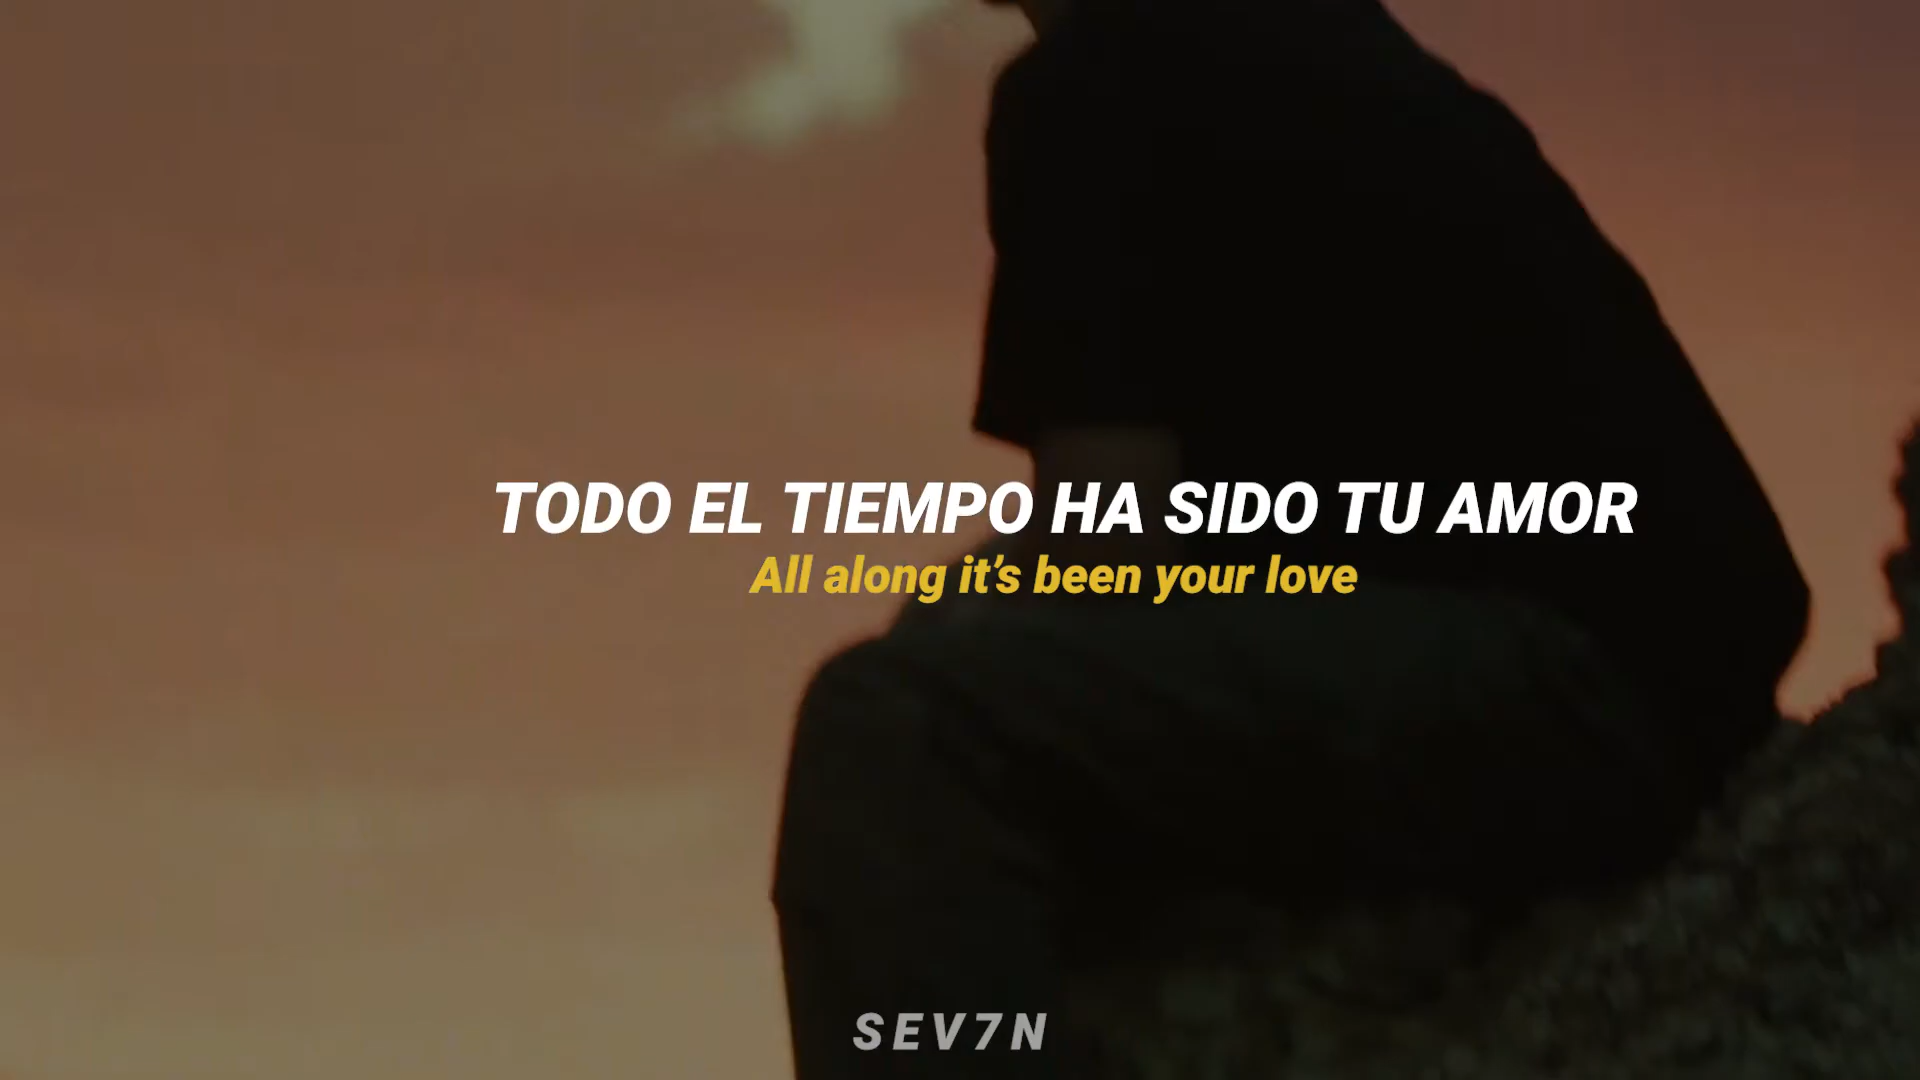 TODO EL TIEMPO HA SIDO TU AMOR
All along it’s been your love
SEV7N